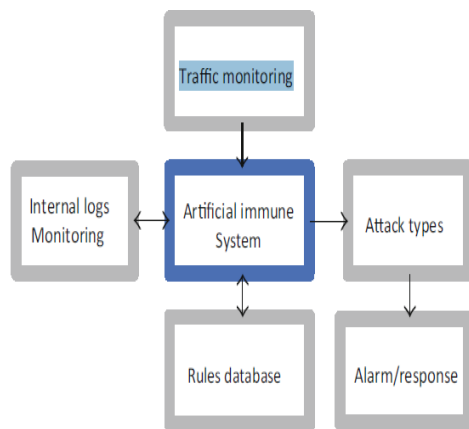 Traffic monitoring
Internal logs
Monitoring
Artificial immune
System
Attack types
Rules database
Alarm/response